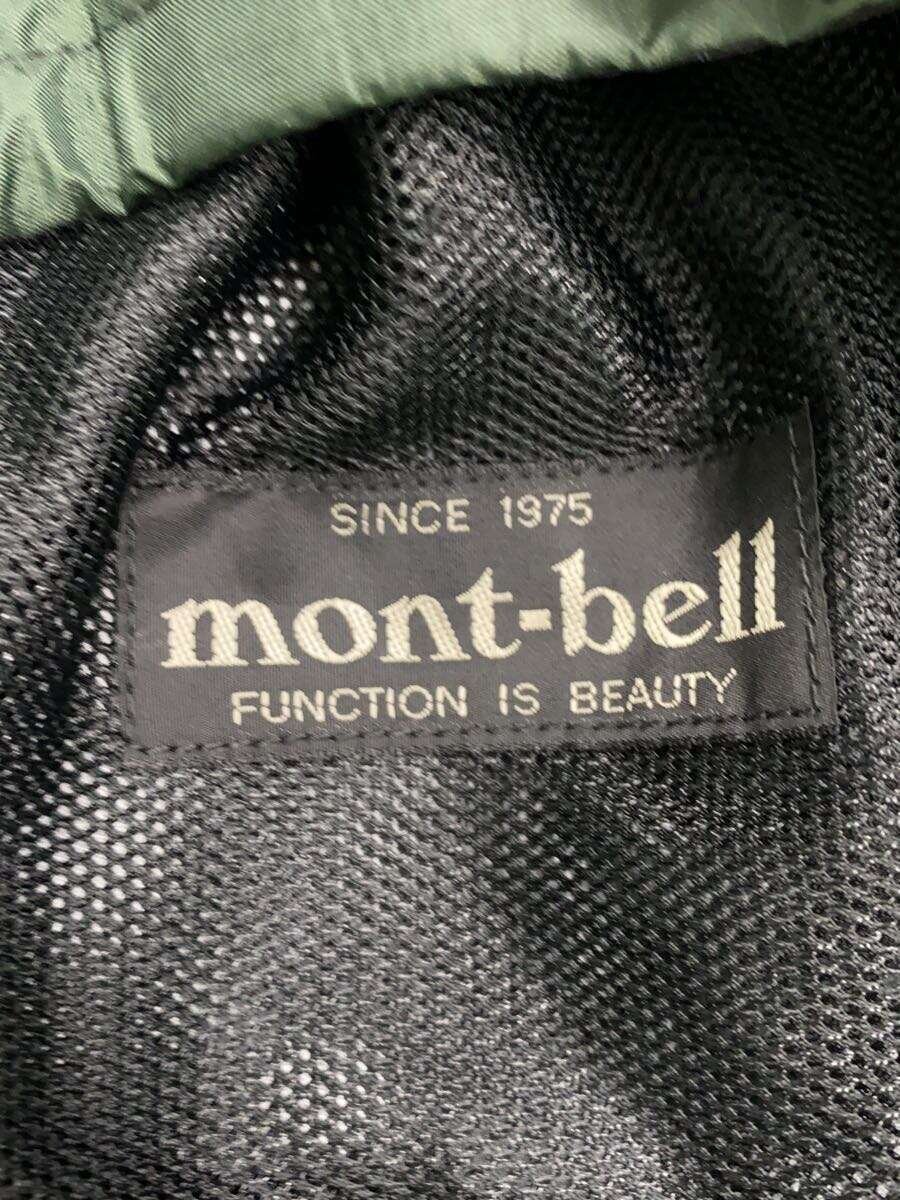 SINCE 1975
mont-bell
FUNCTION IS BEAUTY